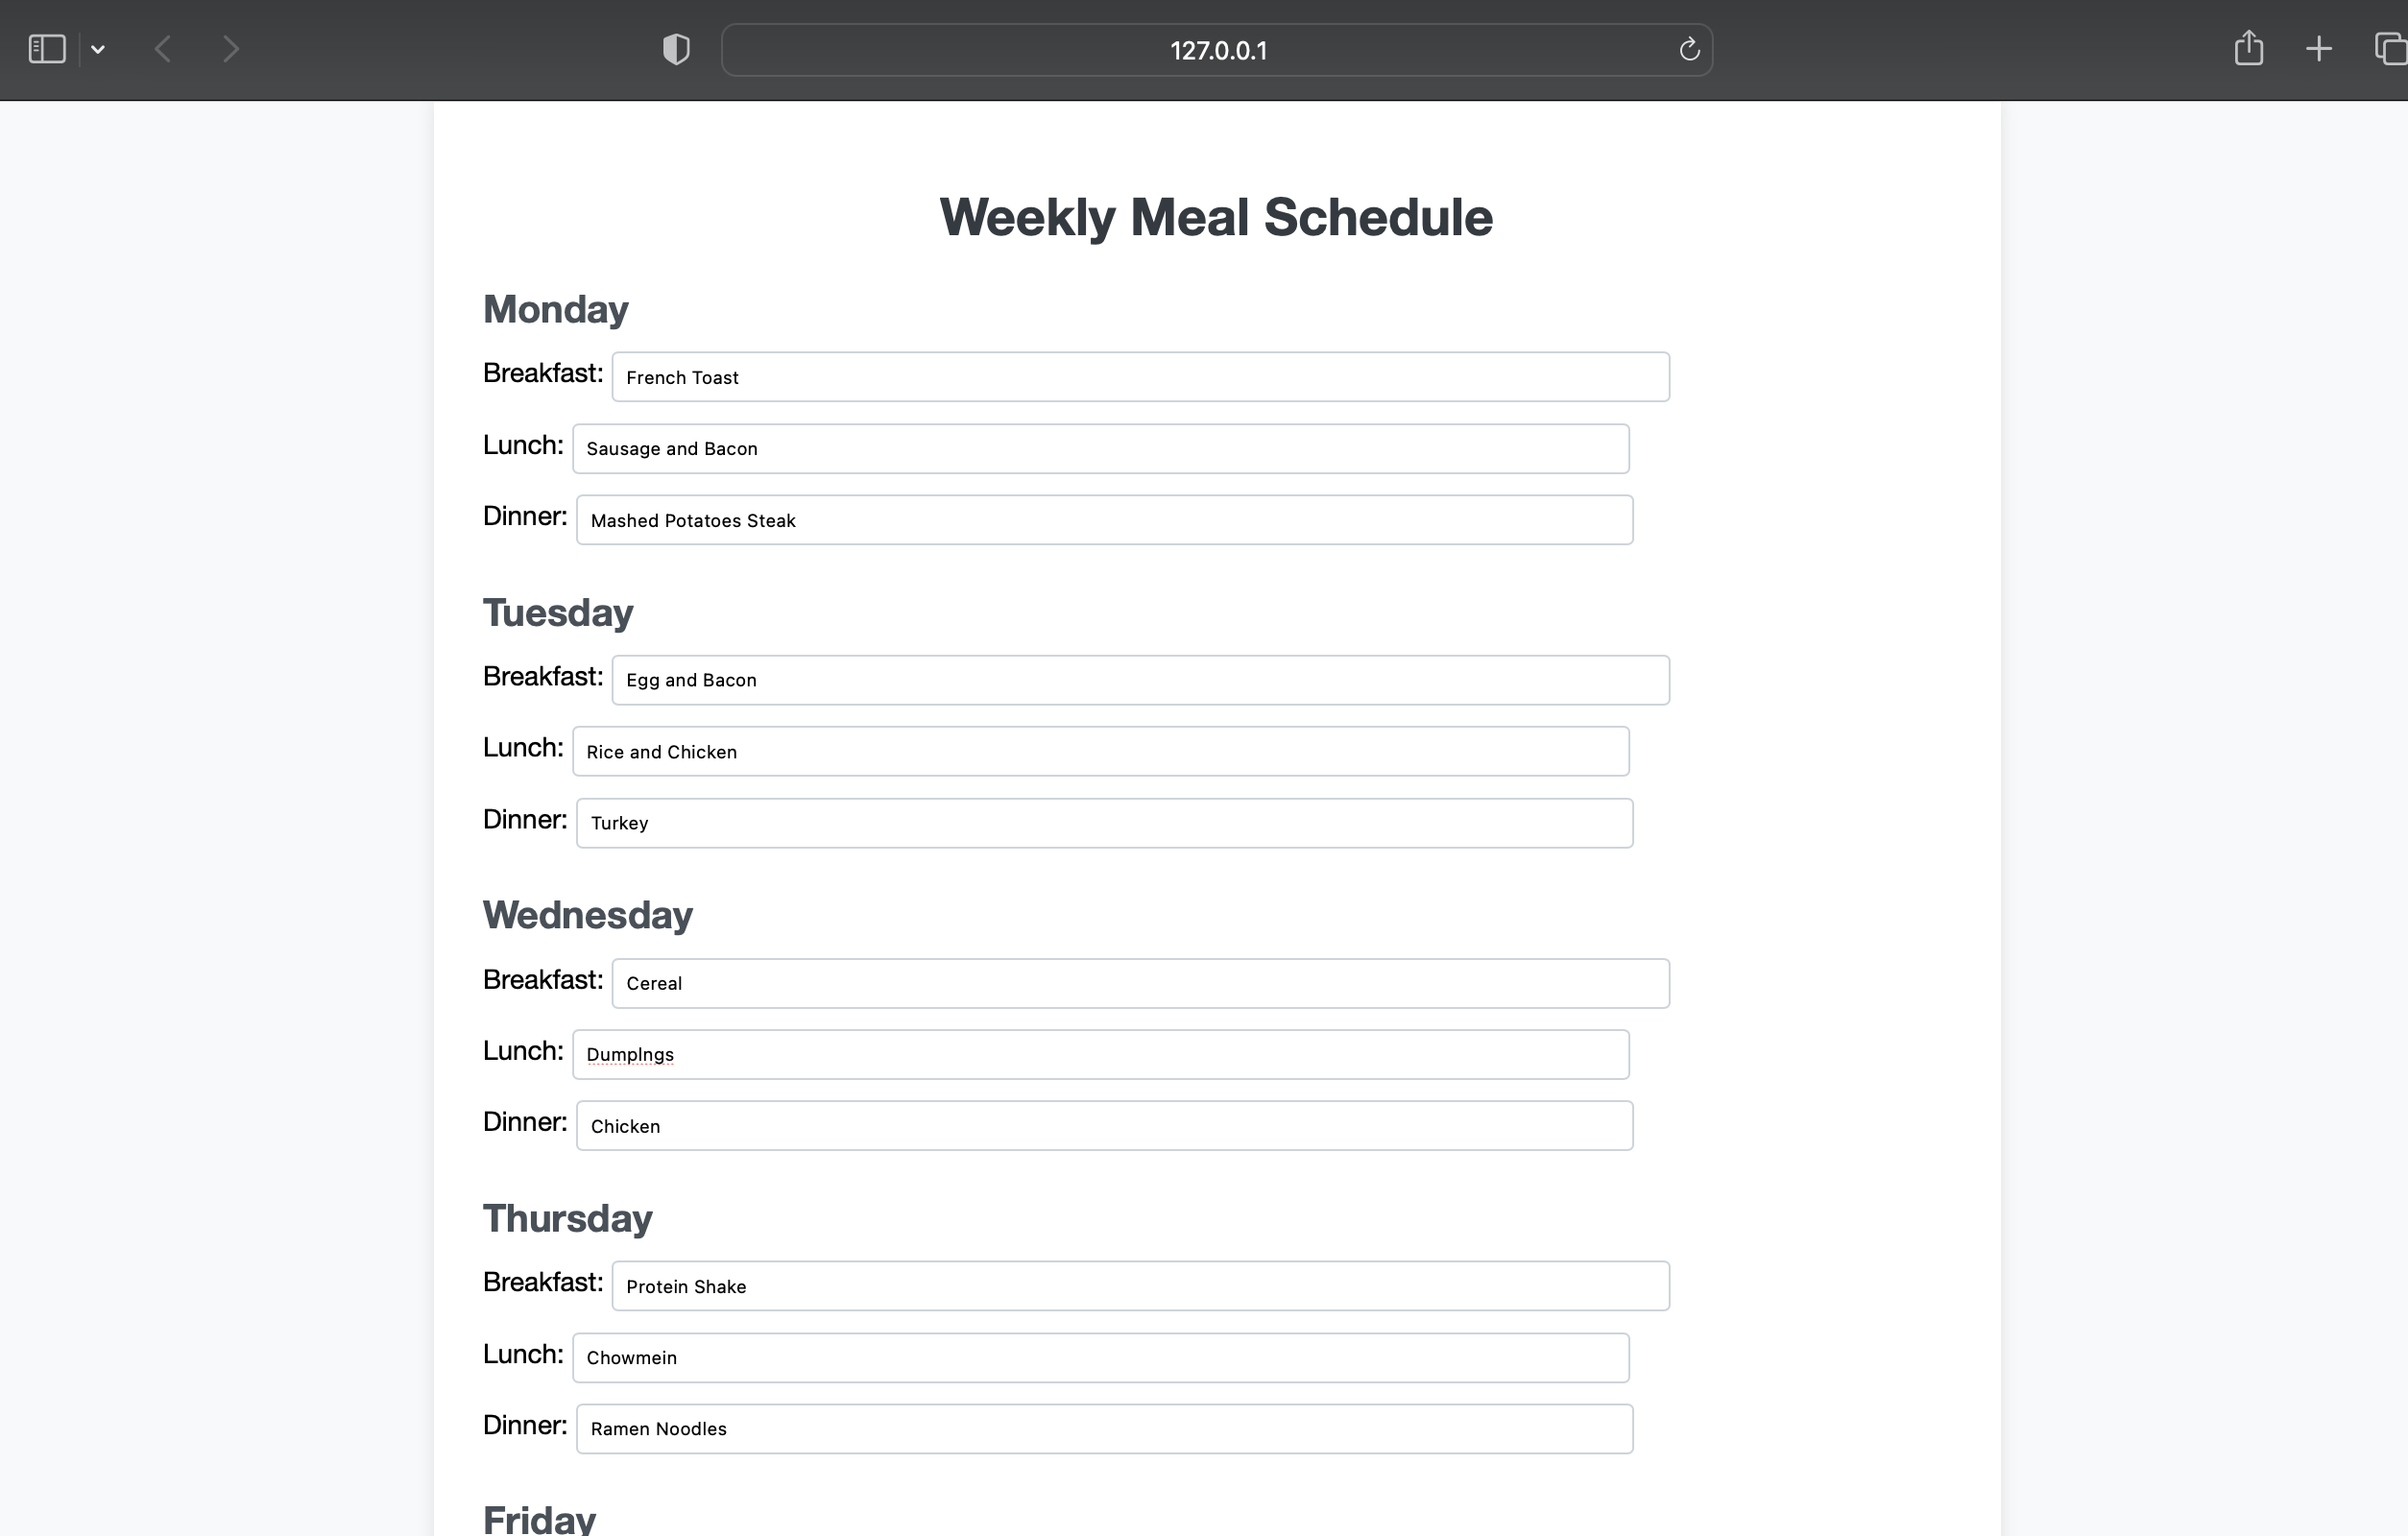 127.0.0.1
Weekly Meal Schedule
Monday
Breakfast: French Toast
Lunch: Sausage and Bacon
Dinner: Mashed Potatoes Steak
Tuesday
Breakfast: Egg and Bacon
Lunch: Rice and Chicken
Dinner: Turkey
Wednesday
Breakfast: Cereal
Lunch: Dumplngs
Dinner: Chicken
Thursday
Breakfast: Protein Shake
Lunch: Chowmein
Dinner: Ramen Noodles
Friday